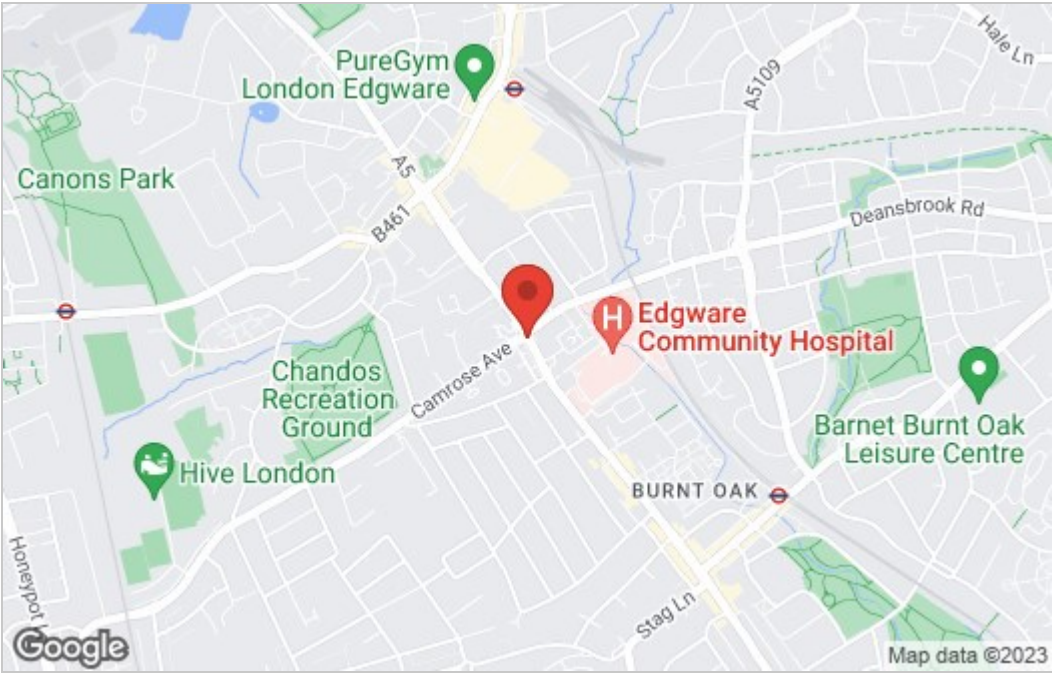 Hale Ln
PureGym
London Edgware
A5109
A5
Canons Park
B461
Deansbrook Rd
H
Edgware
Community Hospital
Camrose Ave
Chandos
Recreation
Ground
Barnet Burnt Oak
Leisure Centre
Hive London
BURNT OAK
Honeypot
Stag Ln
Google
Map data ©2023